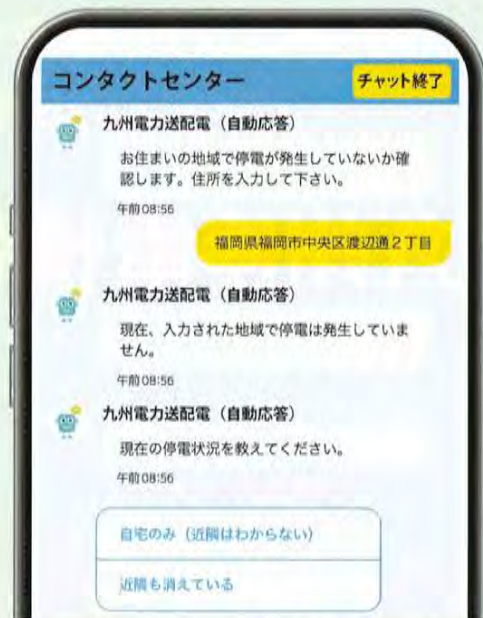 コンタクトセンター
チャット終了
九州電力送配電（自動応答）
お住まいの地域で停電が発生していないか確
認します。住所を入力して下さい。
午前08:56
福岡県福岡市中央区渡辺通２丁目
九州電力送配電（自動応答）
現在、入力された地域で停電は発生していま
せん。
午前08:56
九州電力送配電（自動応答）
現在の停電状況を教えてください。
午前08:56
自宅のみ（近隣はわからない）
近隣も消えている